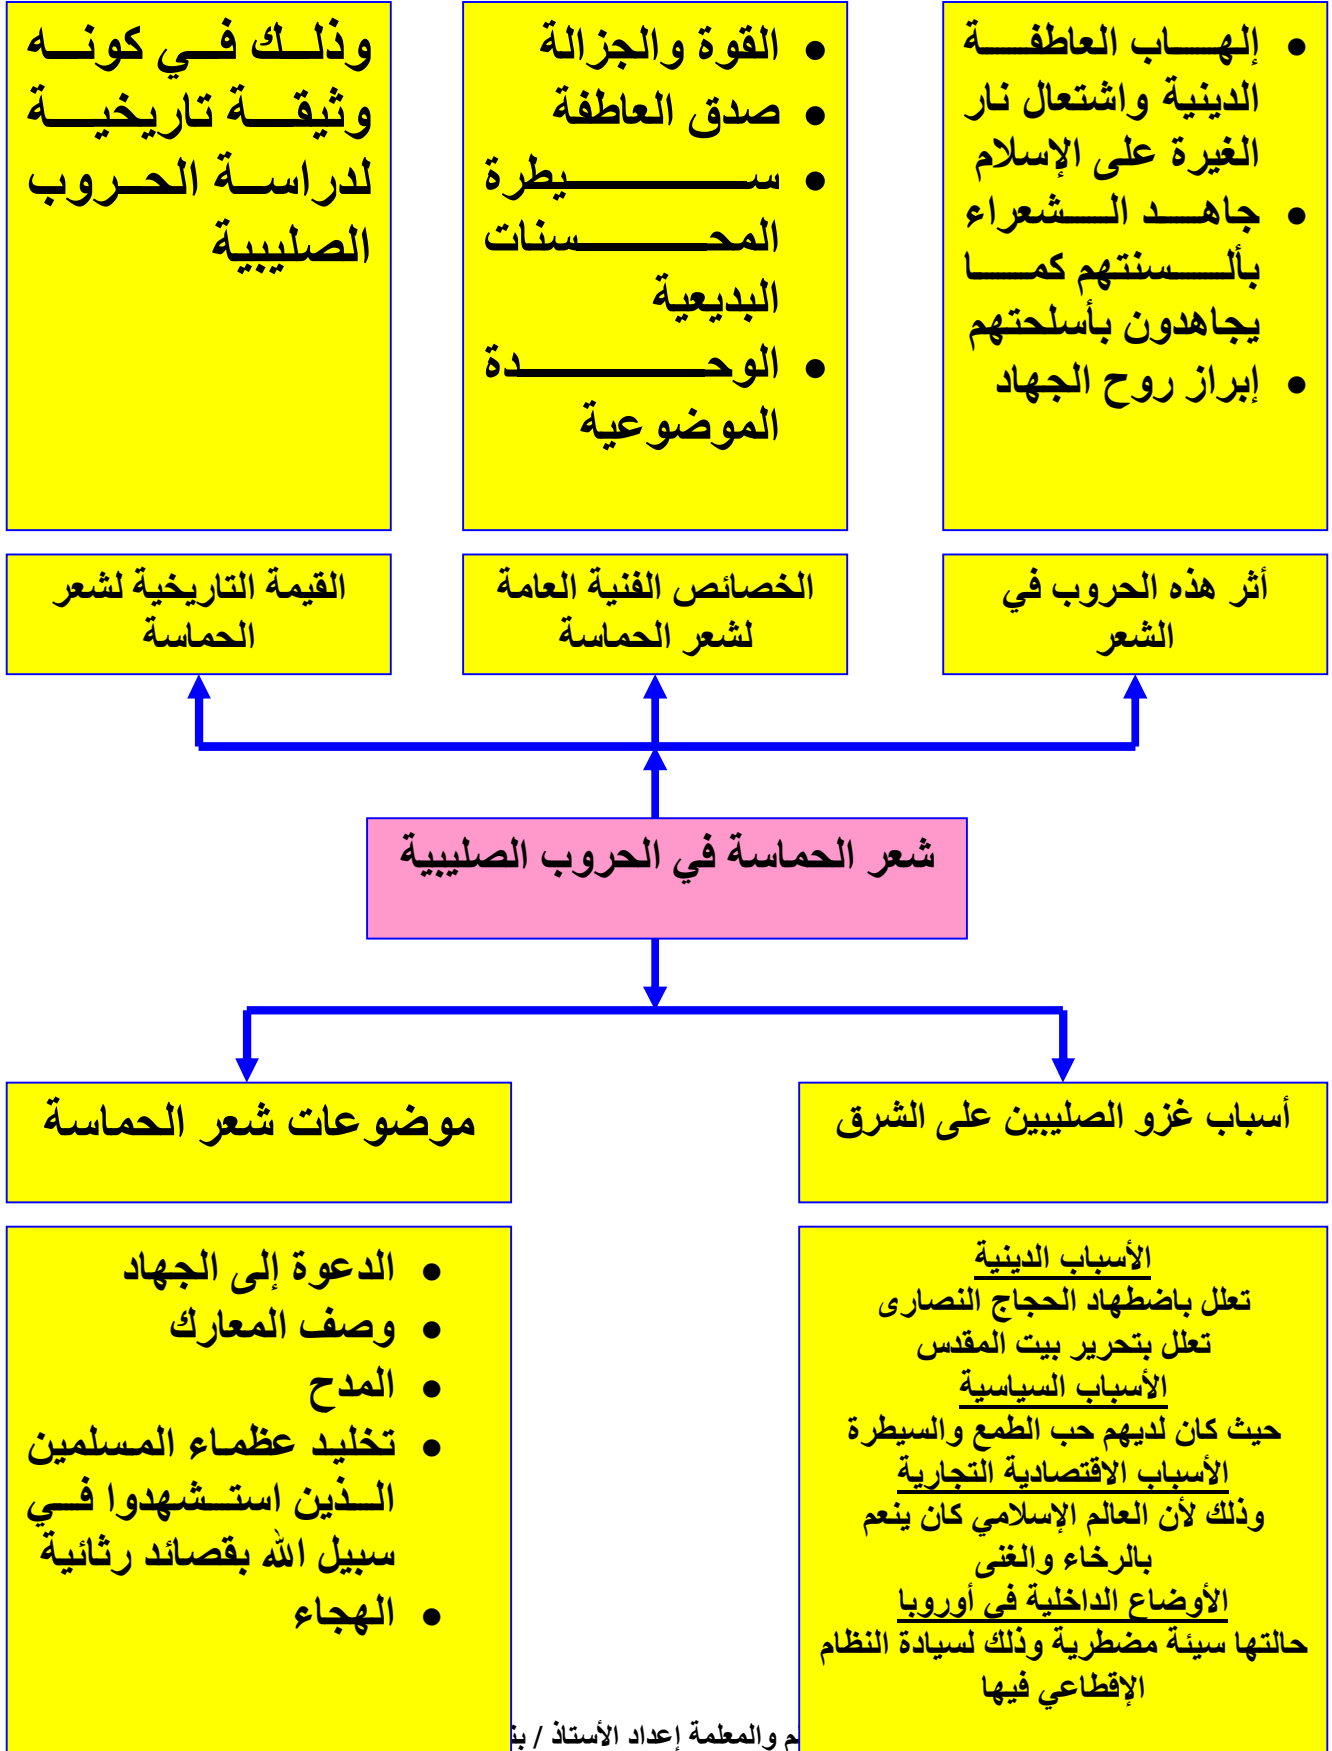 إلهاب العاطفة
الدينية واشتعال نار
الغيرة على الإسلام
جاهد الشعراء
بألسنتهم كما
يجاهدون بأسلحتهم
إبراز روح الجهاد
القوة والجزالة
صدق العاطفة
سيطرة
المحسنات
البديعية
الوحدة
الموضوعية
وذلك في كونه
وثيقة تاريخية
لدراسة الحروب
الصليبية
أثر هذه الحروب في
الشعر
الخصائص الفنية العامة
لشعر الحماسة
القيمة التاريخية لشعر
الحماسة
شعر الحماسة في الحروب الصليبية
أسباب غزو الصليبين على الشرق
موضوعات شعر الحماسة
الأسباب الدينية
تعلل باضطهاد الحجاج النصارى
تعلل بتحرير بيت المقدس
الأسباب السياسية
حيث كان لديهم حب الطمع والسيطرة
الأسباب الاقتصادية التجارية
وذلك لأن العالم الإسلامي كان ينعم
بالرخاء والغنى
الأوضاع الداخلية في أوروبا
حالتها سيئة مضطرية وذلك لسيادة النظام
الإقطاعي فيها
الدعوة إلى الجهاد
وصف المعارك
المدح
تخليد عظماء المسلمين
الذين استشهدوا في
سبيل الله بقصائد رثائية
الهجاء
والمعلمة إعداد الأستاذ /